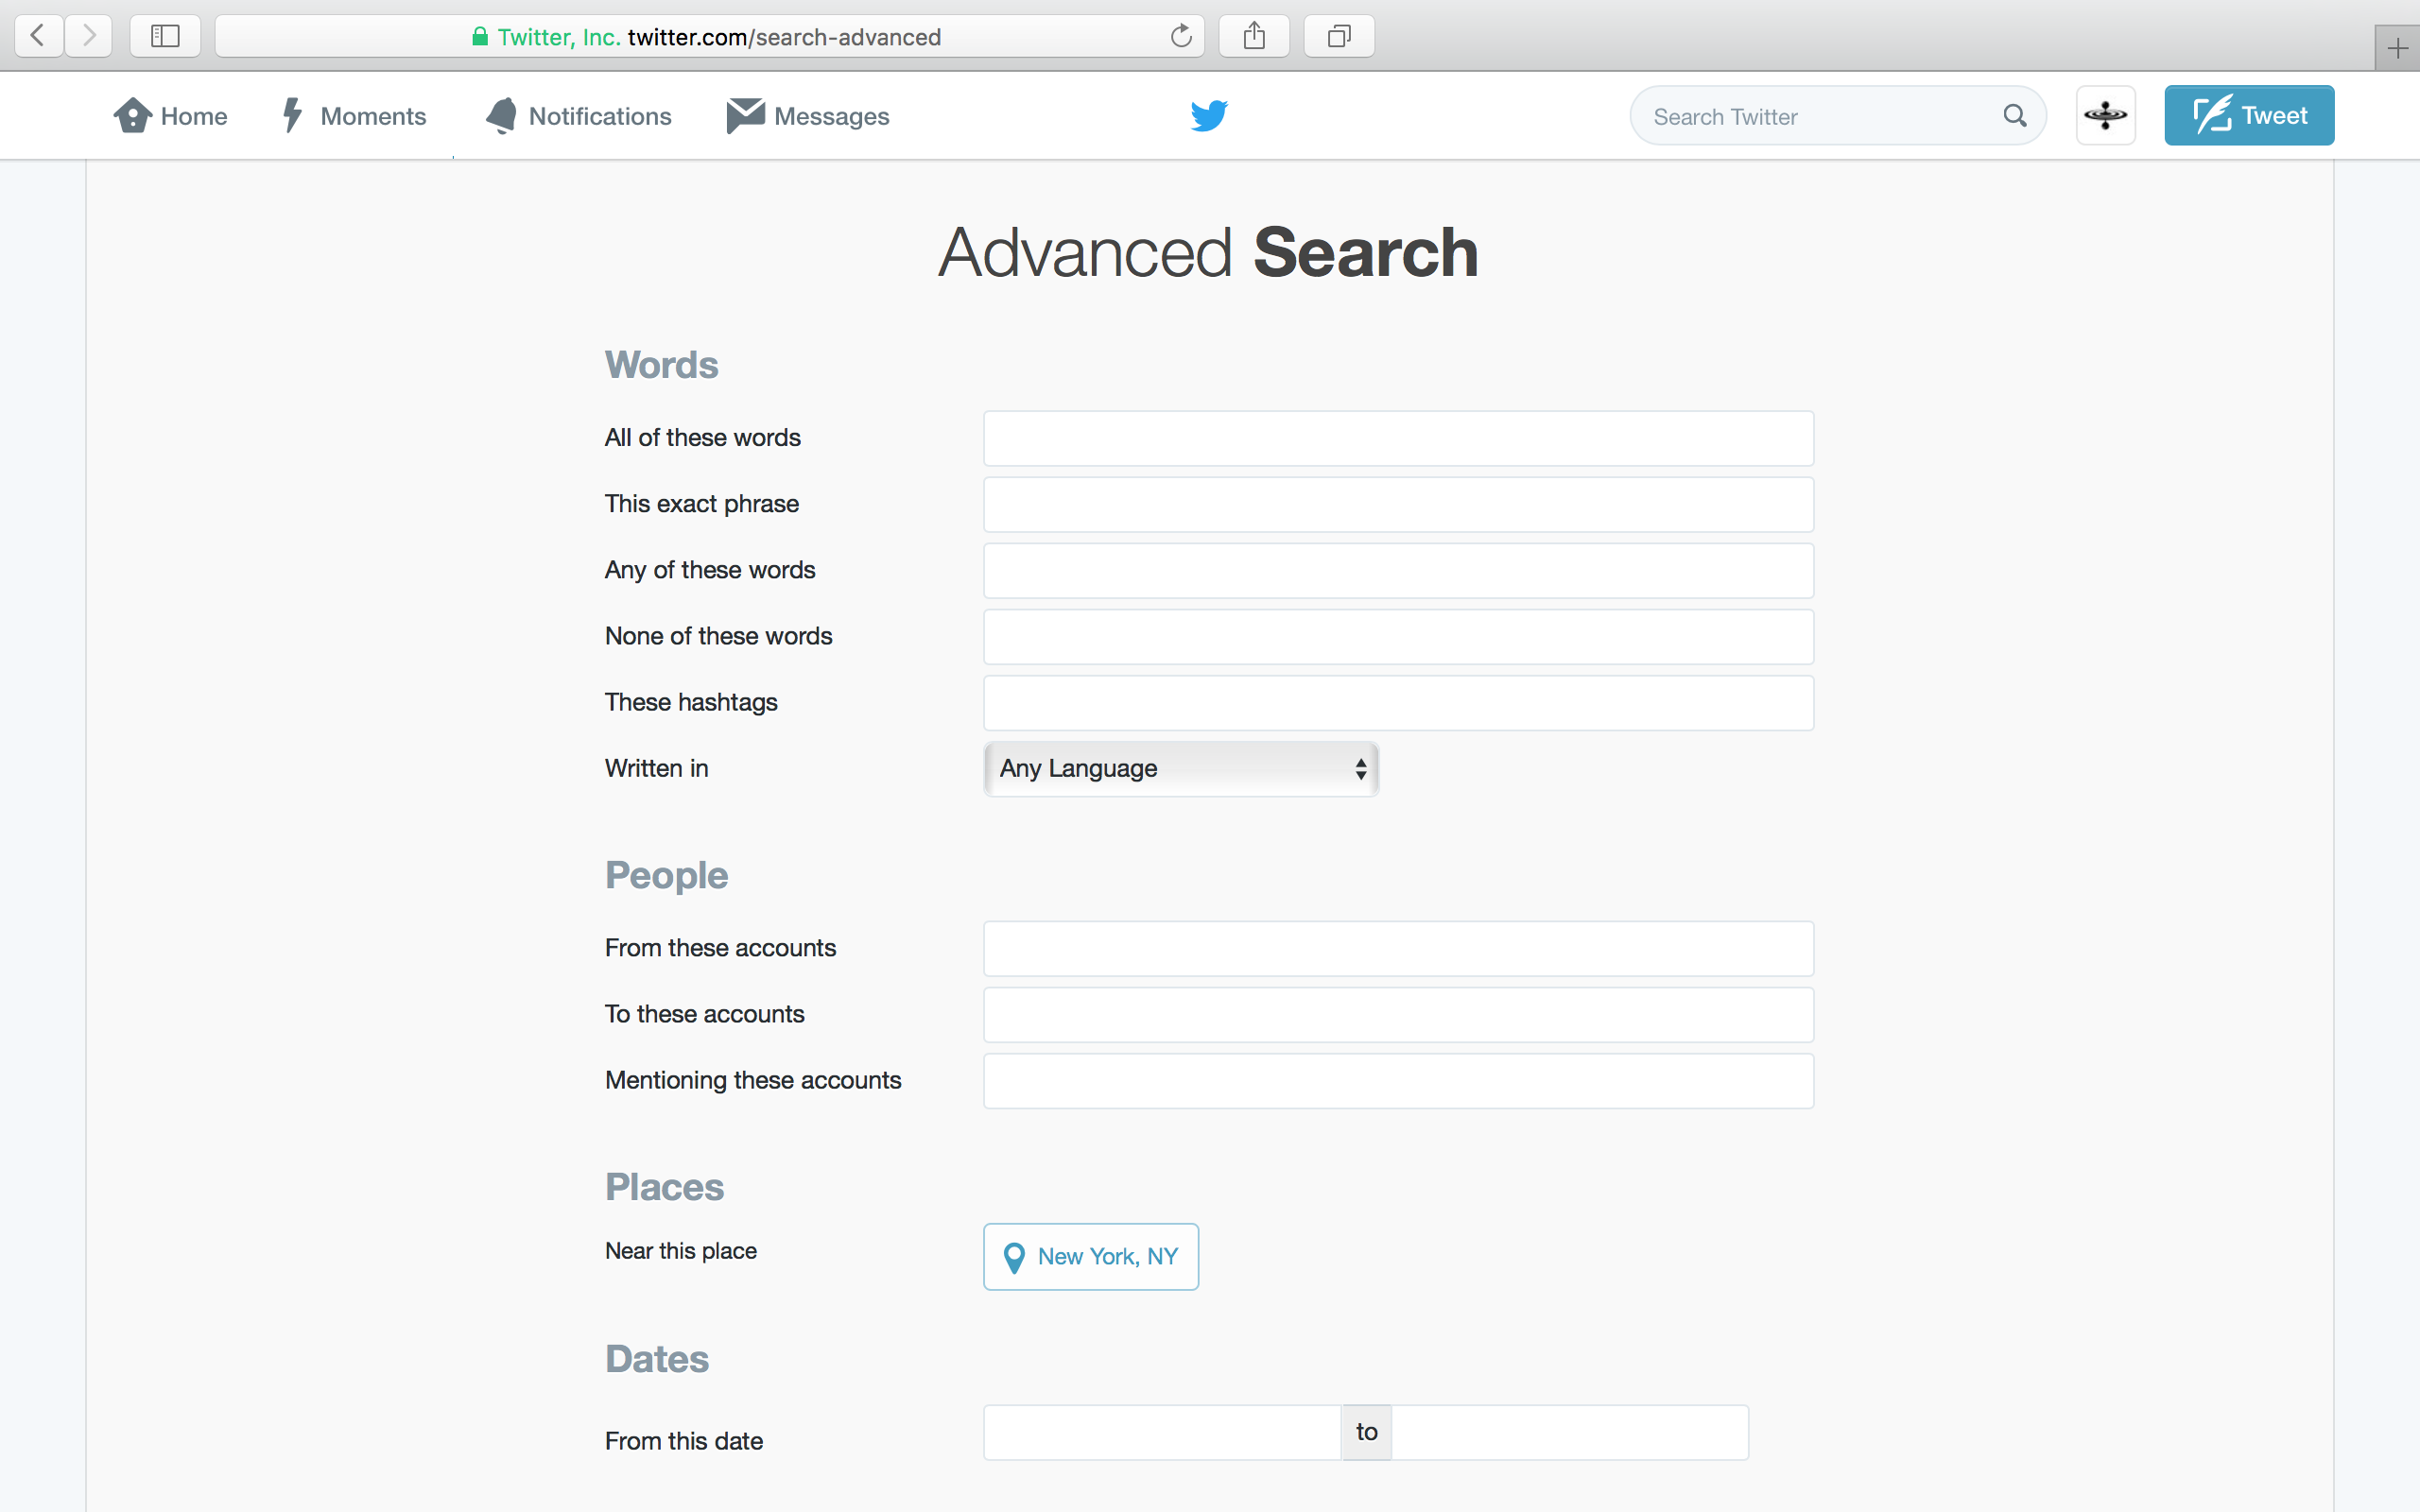 Twitter, Inc. twitter.com/search-advanced
Home Moments Notifications Messages Search Twitter Tweet
Advanced Search
Words
All of these words
This exact phrase
Any of these words
None of these words
These hashtags
Written in Any Language
People
From these accounts
To these accounts
Mentioning these accounts
Places
Near this place New York, NY
Dates
From this date to